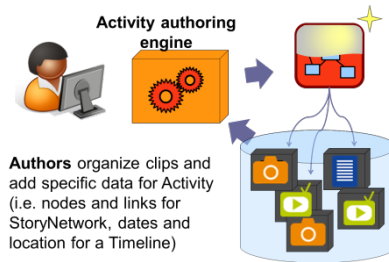 Activity authoring
engine
Authors organize clips and
add specific data for Activity
(i.e. nodes and links for
StoryNetwork, dates and
location for a Timeline)